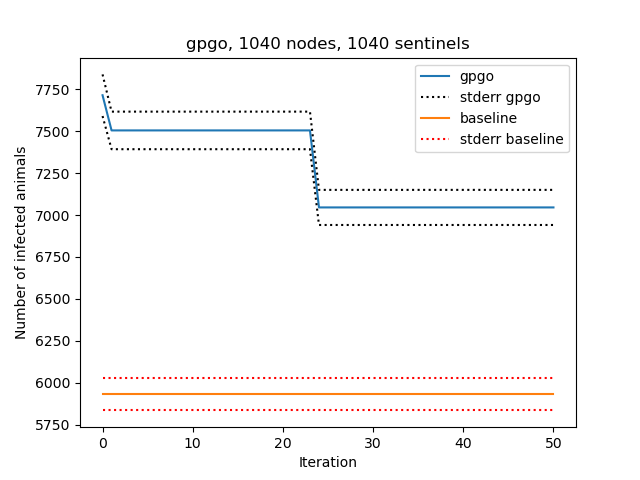 gpgo, 1040 nodes, 1040 sentinels
gpgo
stderr gpgo
baseline
stderr baseline
Number of infected animals
7750
7500
7250
7000
6750
6500
6250
6000
5750
0 10 20 30 40 50
Iteration